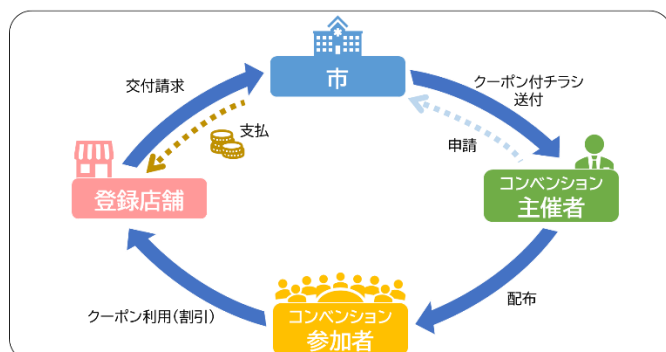 市
交付請求
クーポン付チラシ
送付
支払
申請
登録店舗
コンベンション
主催者
クーポン利用(割引)
配布
コンベンション
参加者